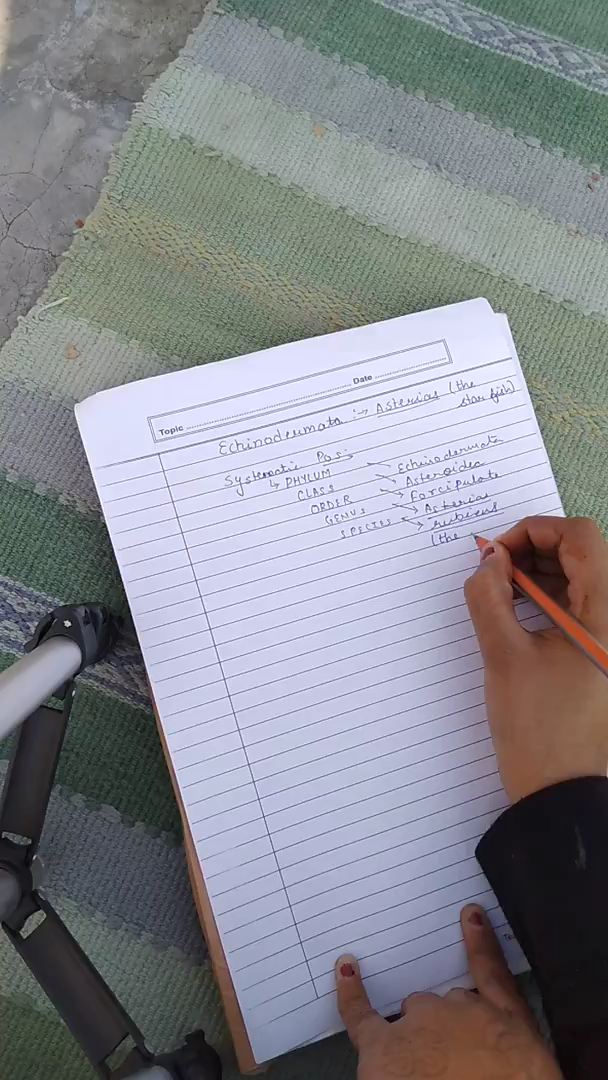 Topic ........ Date ........
Echinodermata :→ Asterias (the
star fish)
Systematic Pos:
↳ PHYLUM → Echinodermata
CLASS → Asteroidea
ORDER → Forcipulata
GENUS → Asterias
SPECIES → rubens
(the